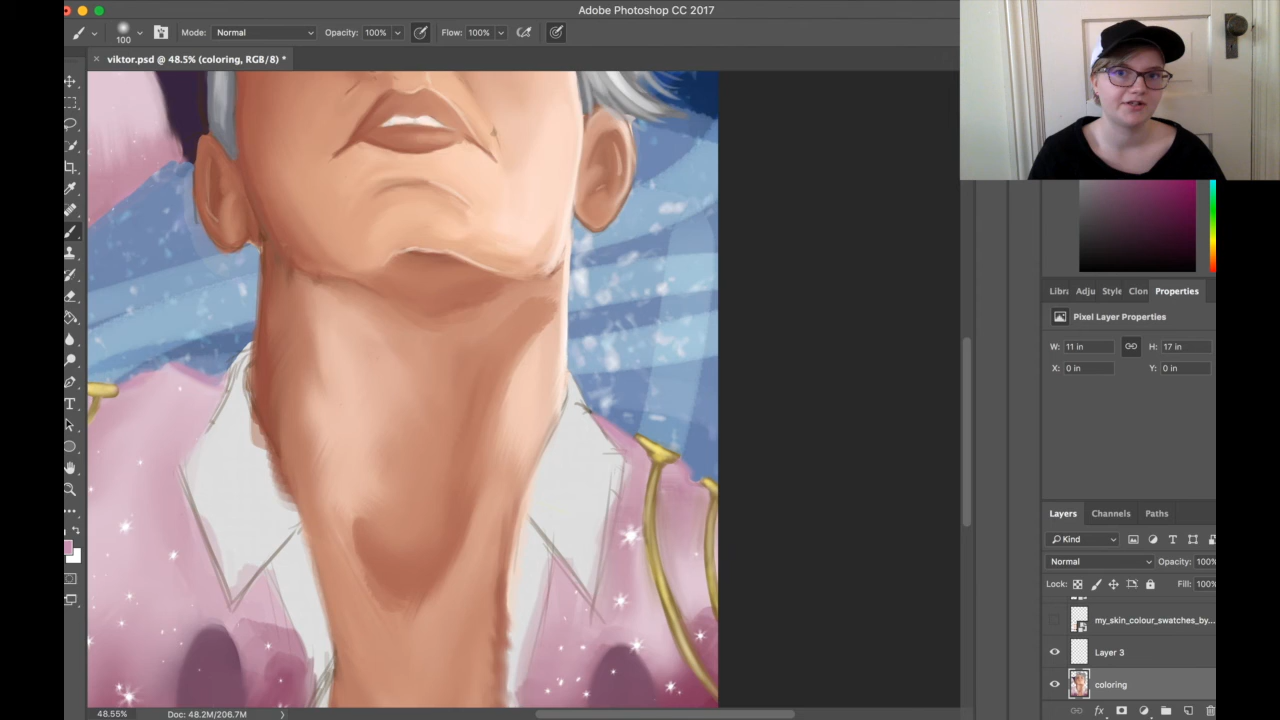 Adobe Photoshop CC 2017
100
Mode: Normal
Opacity: 100%
Flow: 100%
viktor.psd @ 48.5% (coloring, RGB/8) *
Libra
Adju
Style
Clon
Properties
Pixel Layer Properties
W: 11 in
H: 17 in
X: 0 in
Y: 0 in
Layers
Channels
Paths
Kind
Normal
Opacity: 100%
Lock:
Fill: 100%
my_skin_colour_swatches_by...
Layer 3
coloring
fx
48.55%
Doc: 48.2M/206.7M